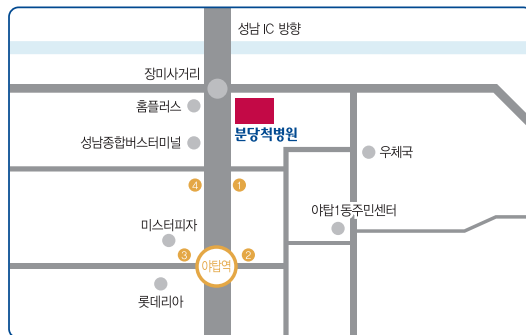 성남 IC 방향
장미사거리
홈플러스
분당척병원
성남종합버스터미널
우체국
4
1
야탑1동주민센터
미스터피자
3
야탑역
2
롯데리아